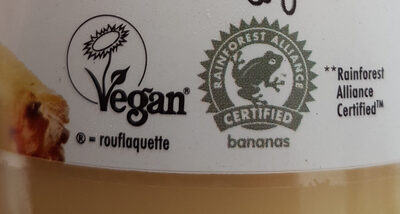 Vegan®
® = rouflaquette
RAINFOREST ALLIANCE
CERTIFIED
bananas
**Rainforest
Alliance
Certified™